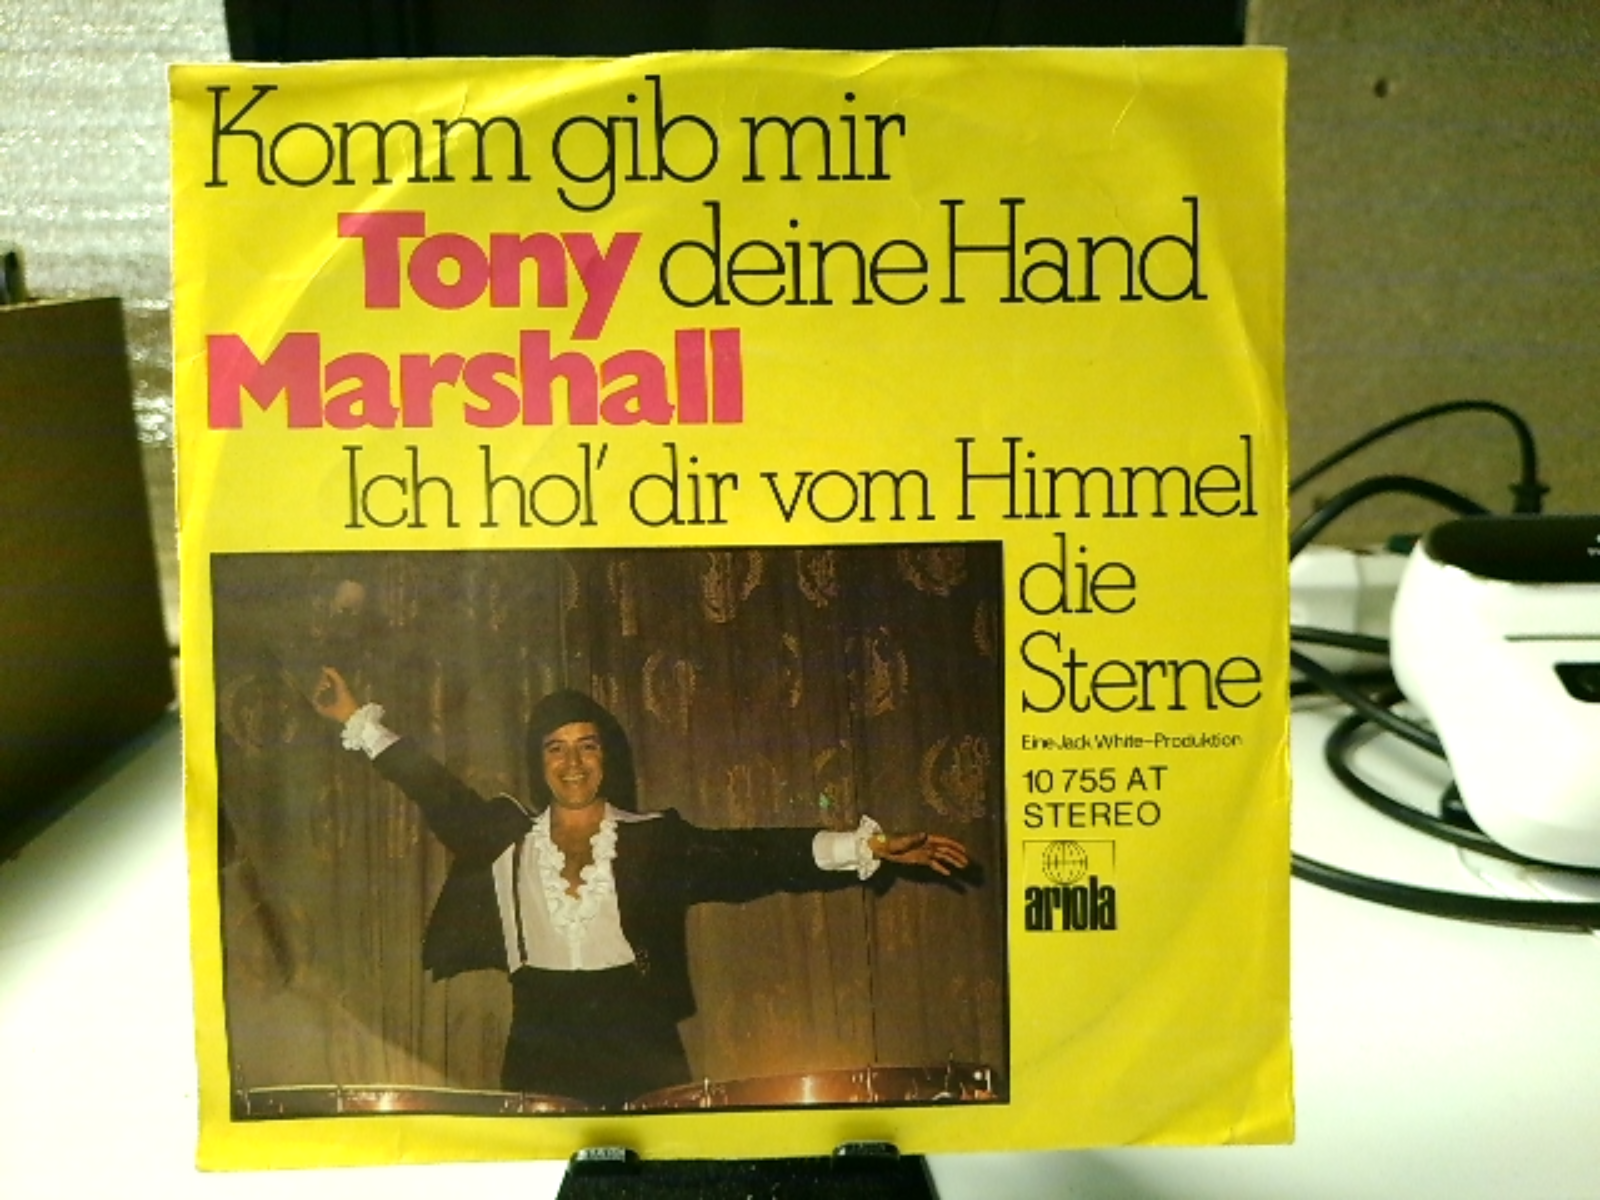 Komm gib mir
Tony deine Hand
Marshall
Ich hol' dir vom Himmel
die
Sterne
Eine Jack White-Produktion
10 755 AT
STEREO
ariola